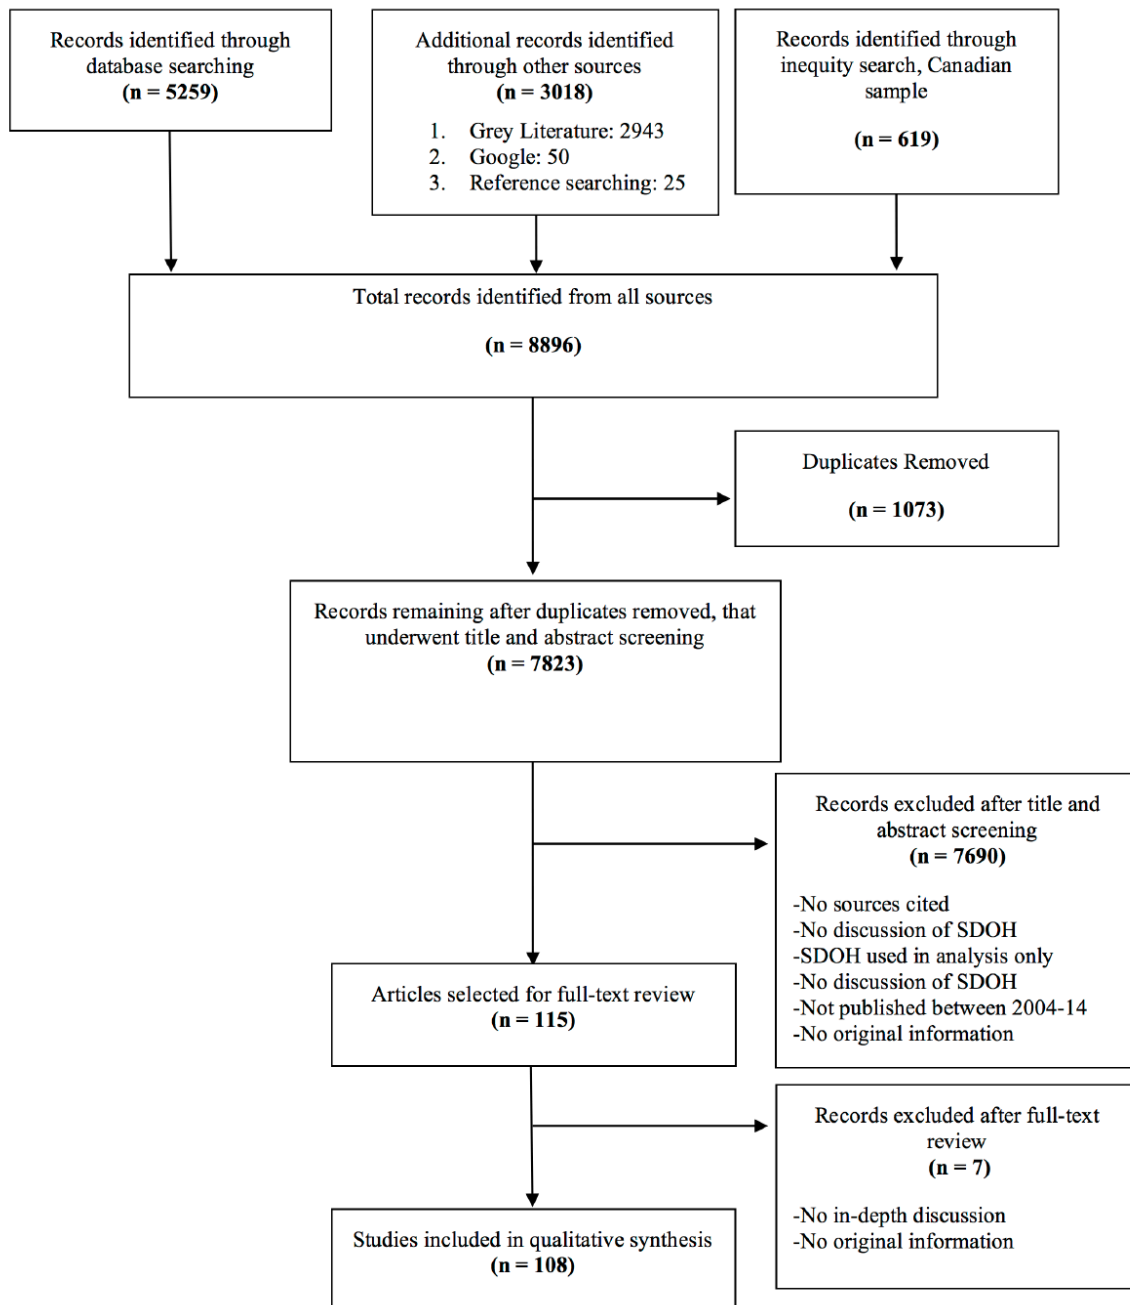 Records identified through
database searching
(n = 5259)
Additional records identified
through other sources
(n = 3018)
1. Grey Literature: 2943
2. Google: 50
3. Reference searching: 25
Records identified through
inequity search, Canadian
sample
(n = 619)
Total records identified from all sources
(n = 8896)
Duplicates Removed
(n = 1073)
Records remaining after duplicates removed, that
underwent title and abstract screening
(n = 7823)
Records excluded after title and
abstract screening
(n = 7690)
-No sources cited
-No discussion of SDOH
-SDOH used in analysis only
-No discussion of SDOH
-Not published between 2004-14
-No original information
Articles selected for full-text review
(n = 115)
Records excluded after full-text
review
(n = 7)
-No in-depth discussion
-No original information
Studies included in qualitative synthesis
(n = 108)